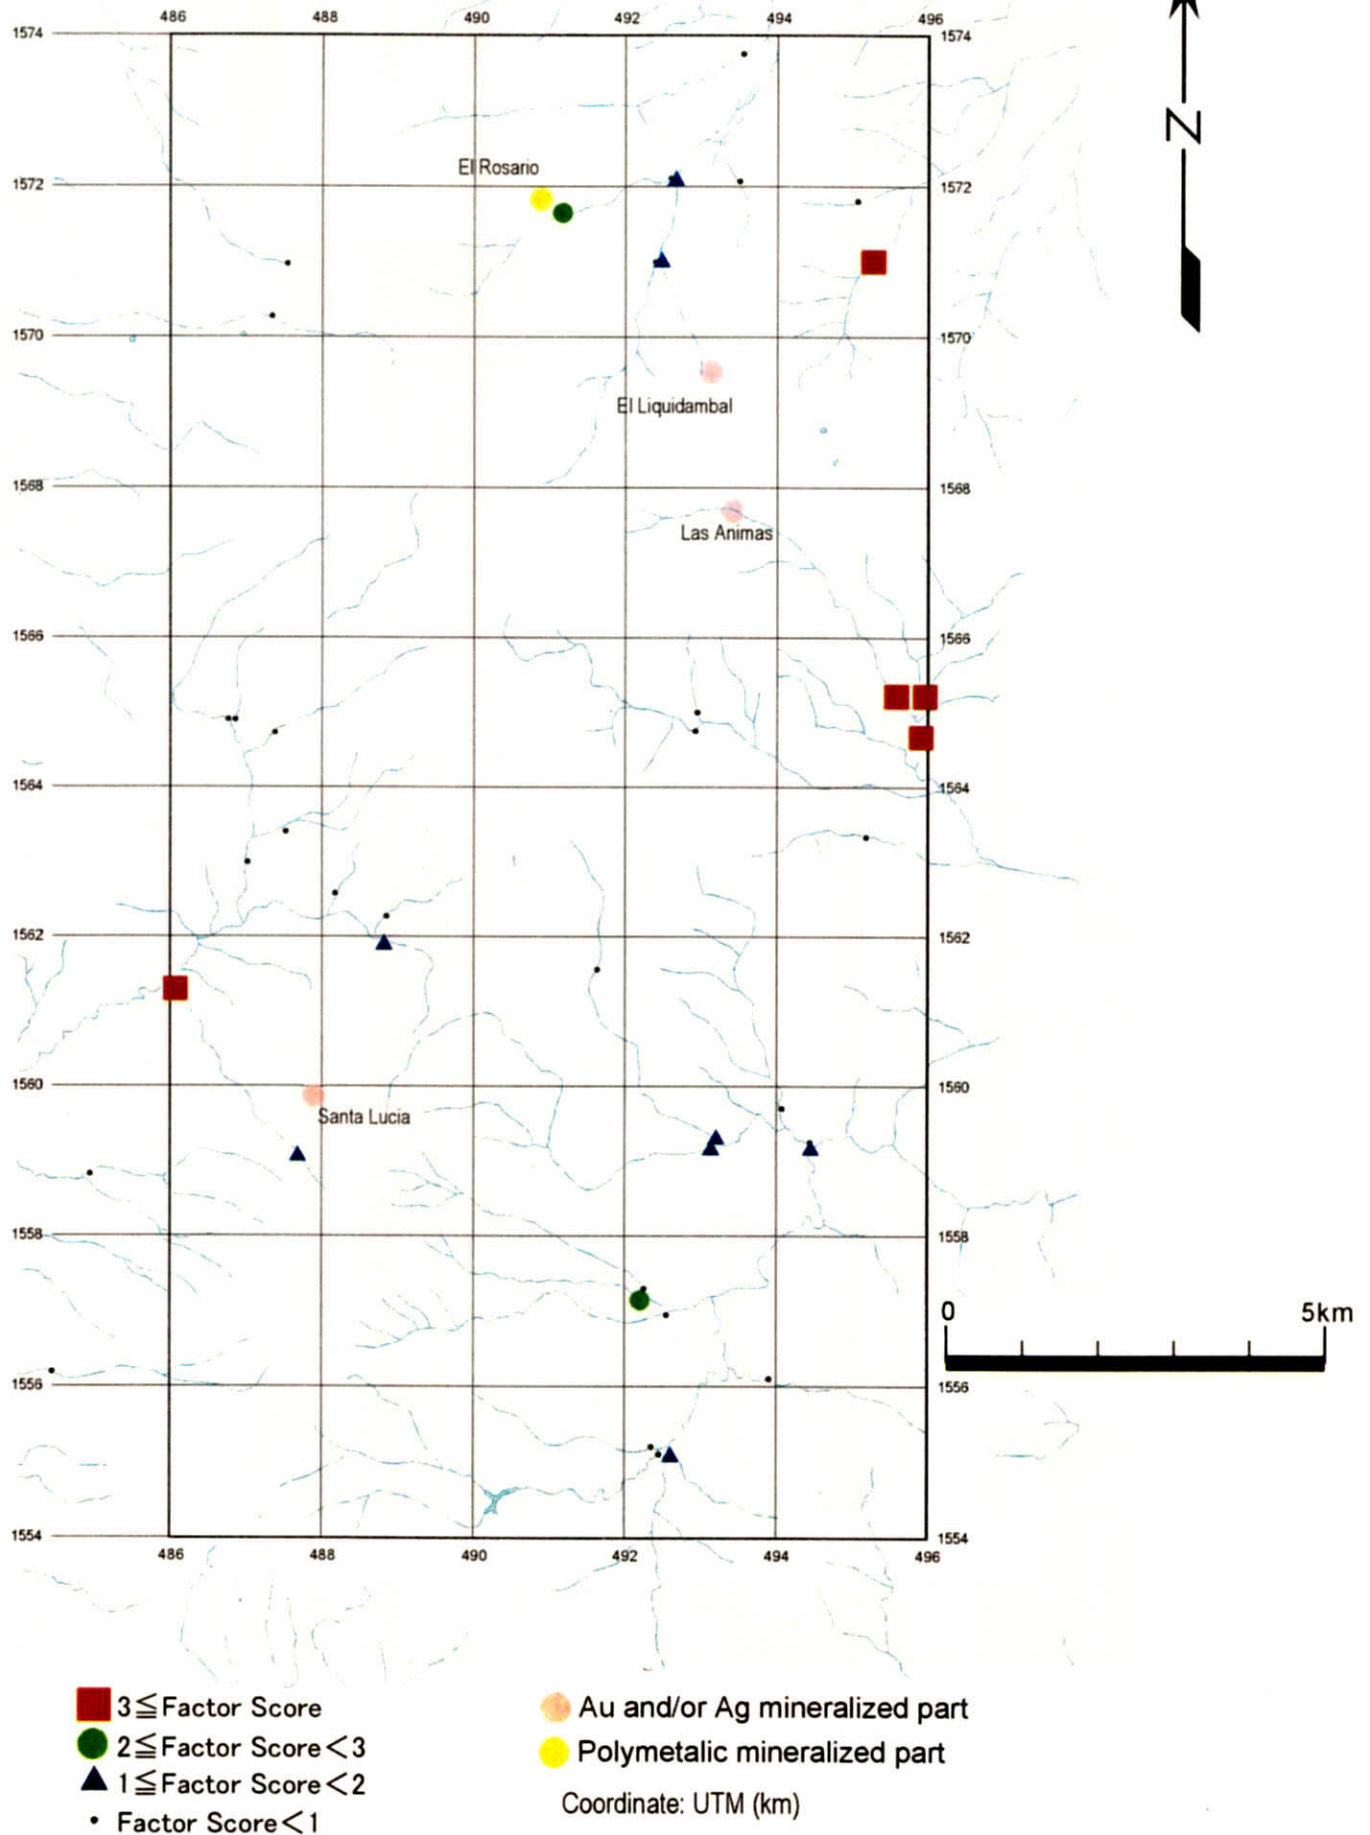 486 488 490 492 494 496
1574 1574
N
El Rosario
1572 1572
1570 1570
El Liquidambal
1568 1568
Las Animas
1566 1566
1564 1564
1562 1562
1560 1560
Santa Lucia
1558 1558
0 5km
1556 1556
1554 1554
486 488 490 492 494 496
3≦Factor Score
2≦Factor Score<3
1≦Factor Score<2
Factor Score<1
Au and/or Ag mineralized part
Polymetalic mineralized part
Coordinate: UTM (km)